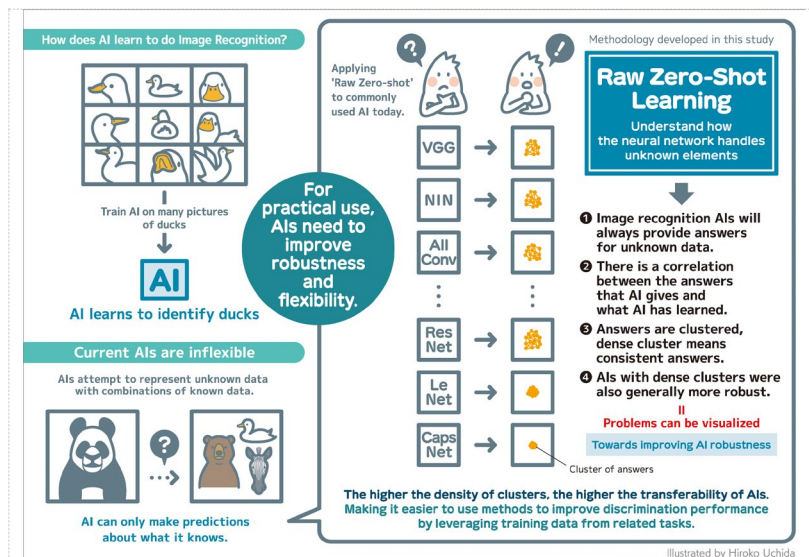 How does AI learn to do Image Recognition?
Train AI on many pictures
of ducks
AI
AI learns to identify ducks
For
practical use,
AIs need to
improve
robustness
and
flexibility.
Current AIs are inflexible
AIs attempt to represent unknown data
with combinations of known data.
?
AI can only make predictions
about what it knows.
Applying
'Raw Zero-shot'
to commonly
used AI today.
?
!
VGG
NIN
All
Conv
Res
Net
Le
Net
Caps
Net
Cluster of answers
Methodology developed in this study
Raw Zero-Shot
Learning
Understand how
the neural network handles
unknown elements
❶ Image recognition AIs will
always provide answers
for unknown data.
❷ There is a correlation
between the answers
that AI gives and
what AI has learned.
❸ Answers are clustered,
dense cluster means
consistent answers.
❹ AIs with dense clusters were
also generally more robust.
=
Problems can be visualized
Towards improving AI robustness
The higher the density of clusters, the higher the transferability of AIs.
Making it easier to use methods to improve discrimination performance
by leveraging training data from related tasks.
Illustrated by Hiroko Uchida